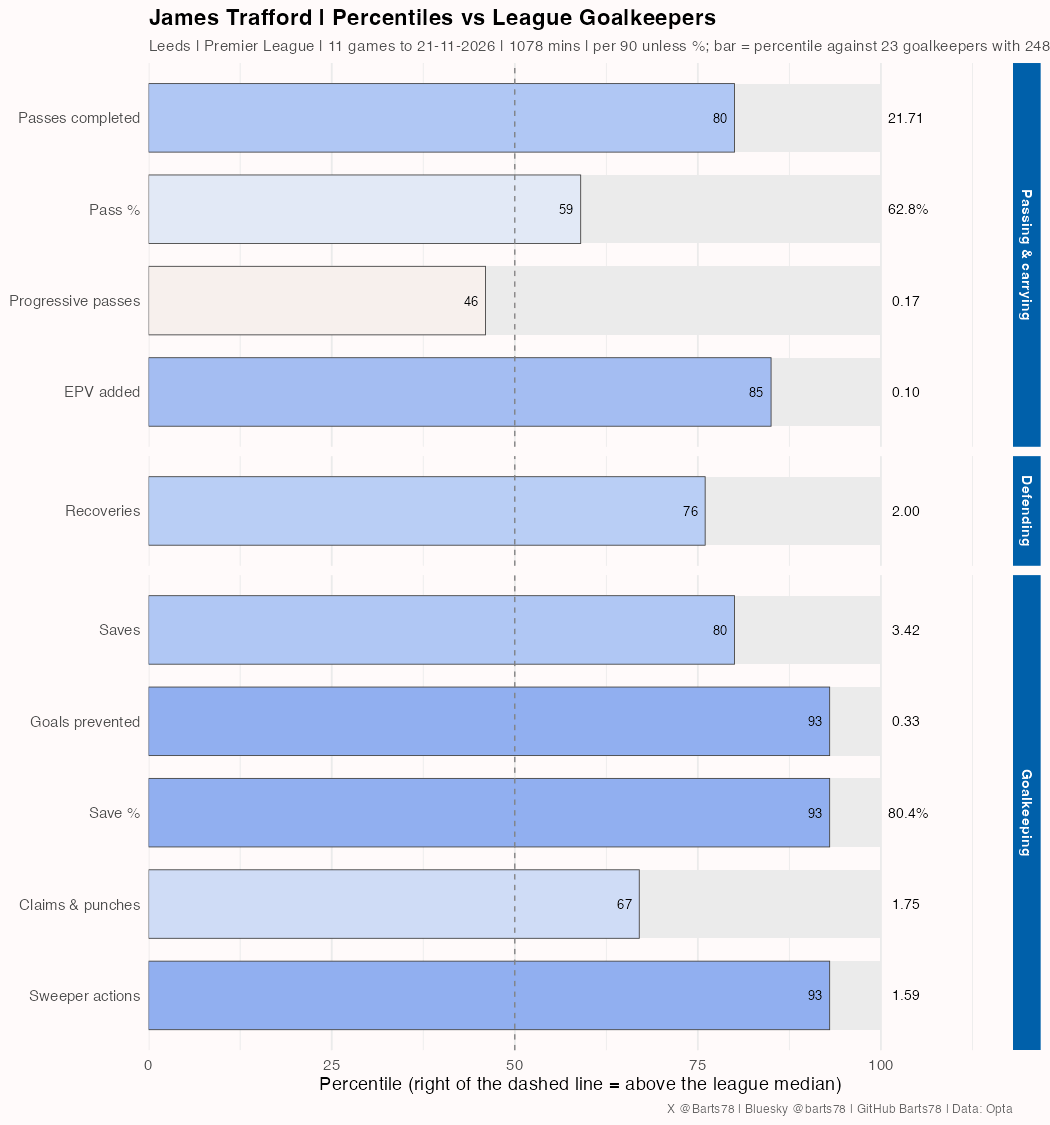 James Trafford | Percentiles vs League Goalkeepers
Leeds | Premier League | 11 games to 21-11-2026 | 1078 mins | per 90 unless %; bar = percentile against 23 goalkeepers with 248
Passes completed 80 21.71
Pass % 59 62.8%
Progressive passes 46 0.17
EPV added 85 0.10
Passing & carrying
Recoveries 76 2.00
Defending
Saves 80 3.42
Goals prevented 93 0.33
Save % 93 80.4%
Claims & punches 67 1.75
Sweeper actions 93 1.59
Goalkeeping
0 25 50 75 100
Percentile (right of the dashed line = above the league median)
X @Barts78 | Bluesky @barts78 | GitHub Barts78 | Data: Opta